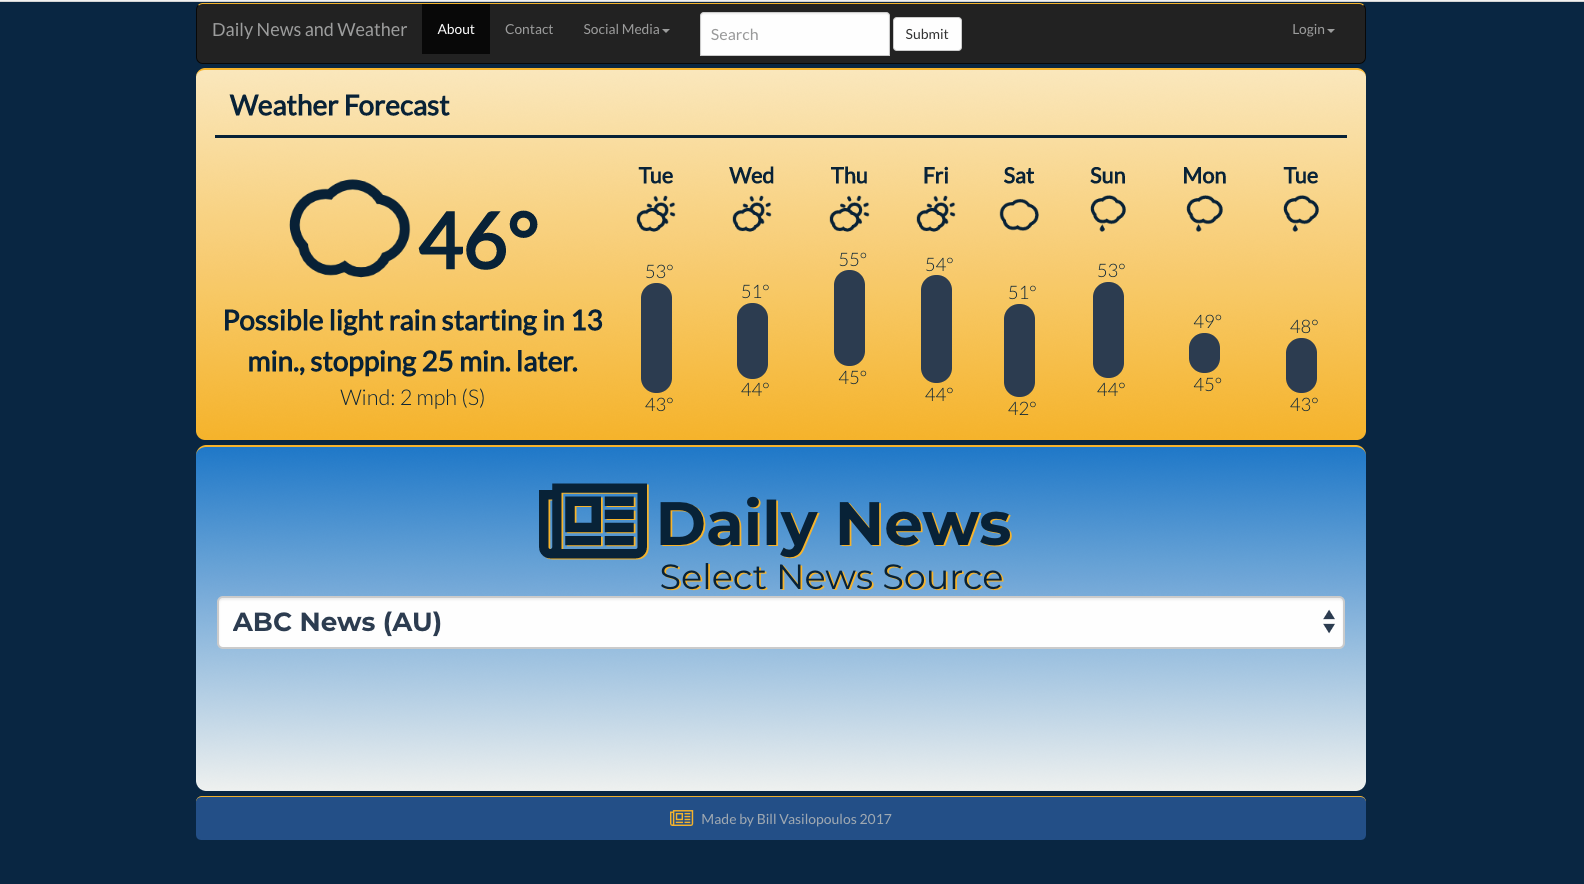 Daily News and Weather About Contact Social Media Search Submit Login
Weather Forecast
Tue Wed Thu Fri Sat Sun Mon Tue
46°
53° 51° 55° 54° 51° 53° 49° 48°
Possible light rain starting in 13
min., stopping 25 min. later.
Wind: 2 mph (S)
43° 44° 45° 44° 42° 44° 45° 43°
Daily News
Select News Source
ABC News (AU)
Made by Bill Vasilopoulos 2017